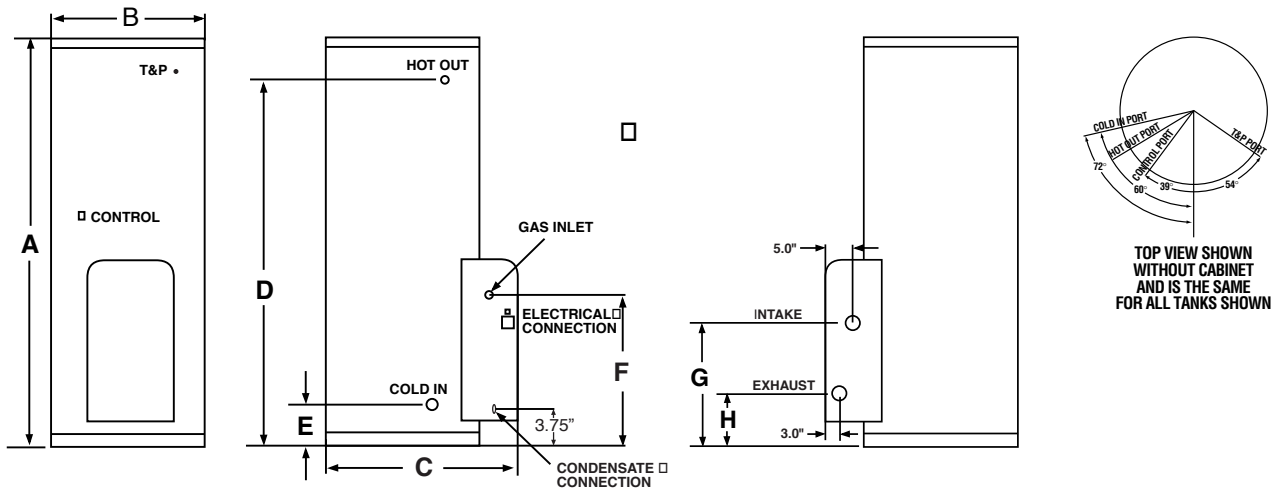 B
T&P
CONTROL
A
HOT OUT
GAS INLET
D
ELECTRICAL
CONNECTION
F
COLD IN
E
3.75"
C
CONDENSATE
CONNECTION
5.0"
INTAKE
G
EXHAUST
H
3.0"
COLD IN PORT
HOT OUT PORT
CONTROL PORT
T&P PORT
72°
60°
39°
54°
TOP VIEW SHOWN
WITHOUT CABINET
AND IS THE SAME
FOR ALL TANKS SHOWN